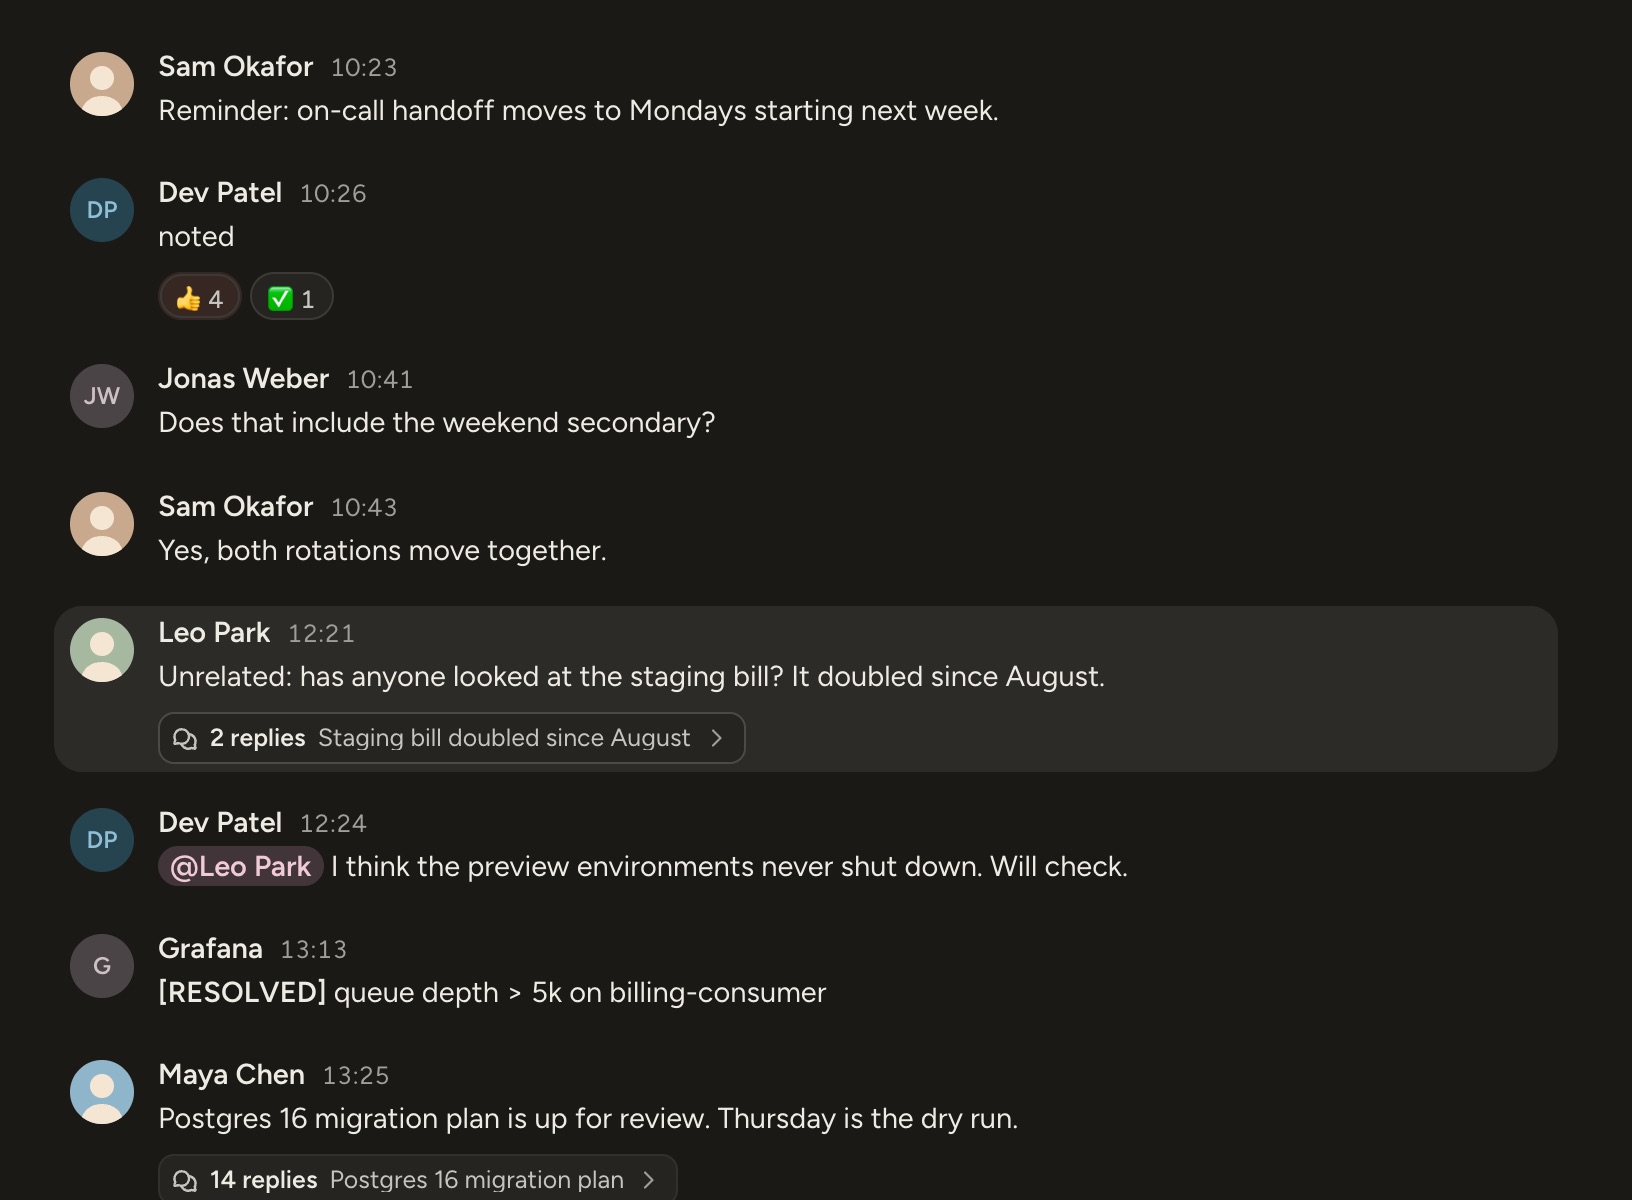 Sam Okafor 10:23
Reminder: on-call handoff moves to Mondays starting next week.
DP
Dev Patel 10:26
noted
👍 4 ✅ 1
JW
Jonas Weber 10:41
Does that include the weekend secondary?
Sam Okafor 10:43
Yes, both rotations move together.
Leo Park 12:21
Unrelated: has anyone looked at the staging bill? It doubled since August.
2 replies Staging bill doubled since August
DP
Dev Patel 12:24
@Leo Park I think the preview environments never shut down. Will check.
G
Grafana 13:13
[RESOLVED] queue depth > 5k on billing-consumer
Maya Chen 13:25
Postgres 16 migration plan is up for review. Thursday is the dry run.
14 replies Postgres 16 migration plan